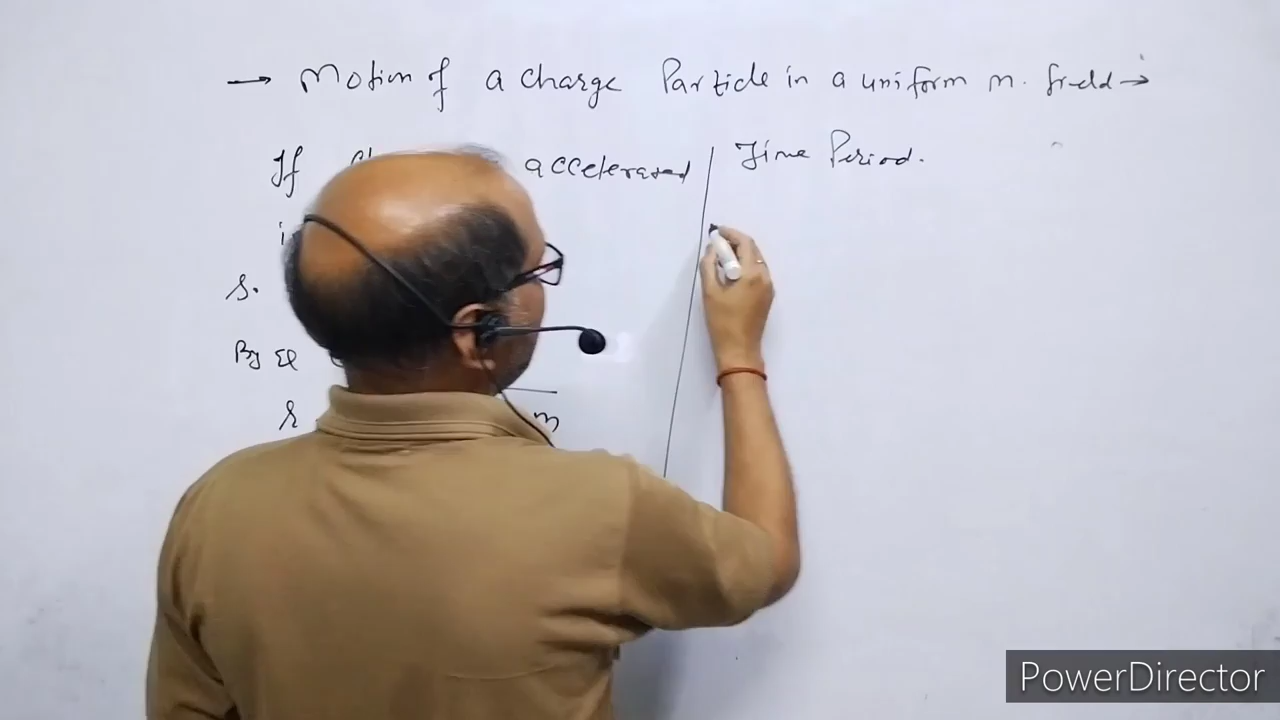 → Motion of a charge Particle in a uniform m. field →
If accelerated
Time Period.
By
m
PowerDirector